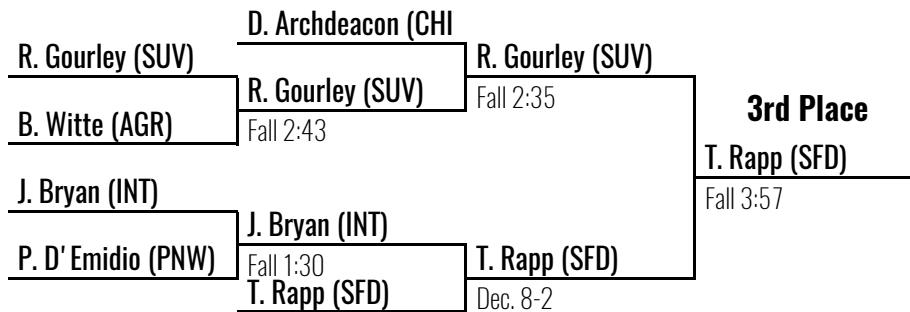 D. Archdeacon (CHI
R. Gourley (SUV)
R. Gourley (SUV)
R. Gourley (SUV)
Fall 2:35
B. Witte (AGR)
Fall 2:43
3rd Place
T. Rapp (SFD)
Fall 3:57
J. Bryan (INT)
J. Bryan (INT)
P. D'Emidio (PNW)
Fall 1:30
T. Rapp (SFD)
T. Rapp (SFD)
Dec. 8-2